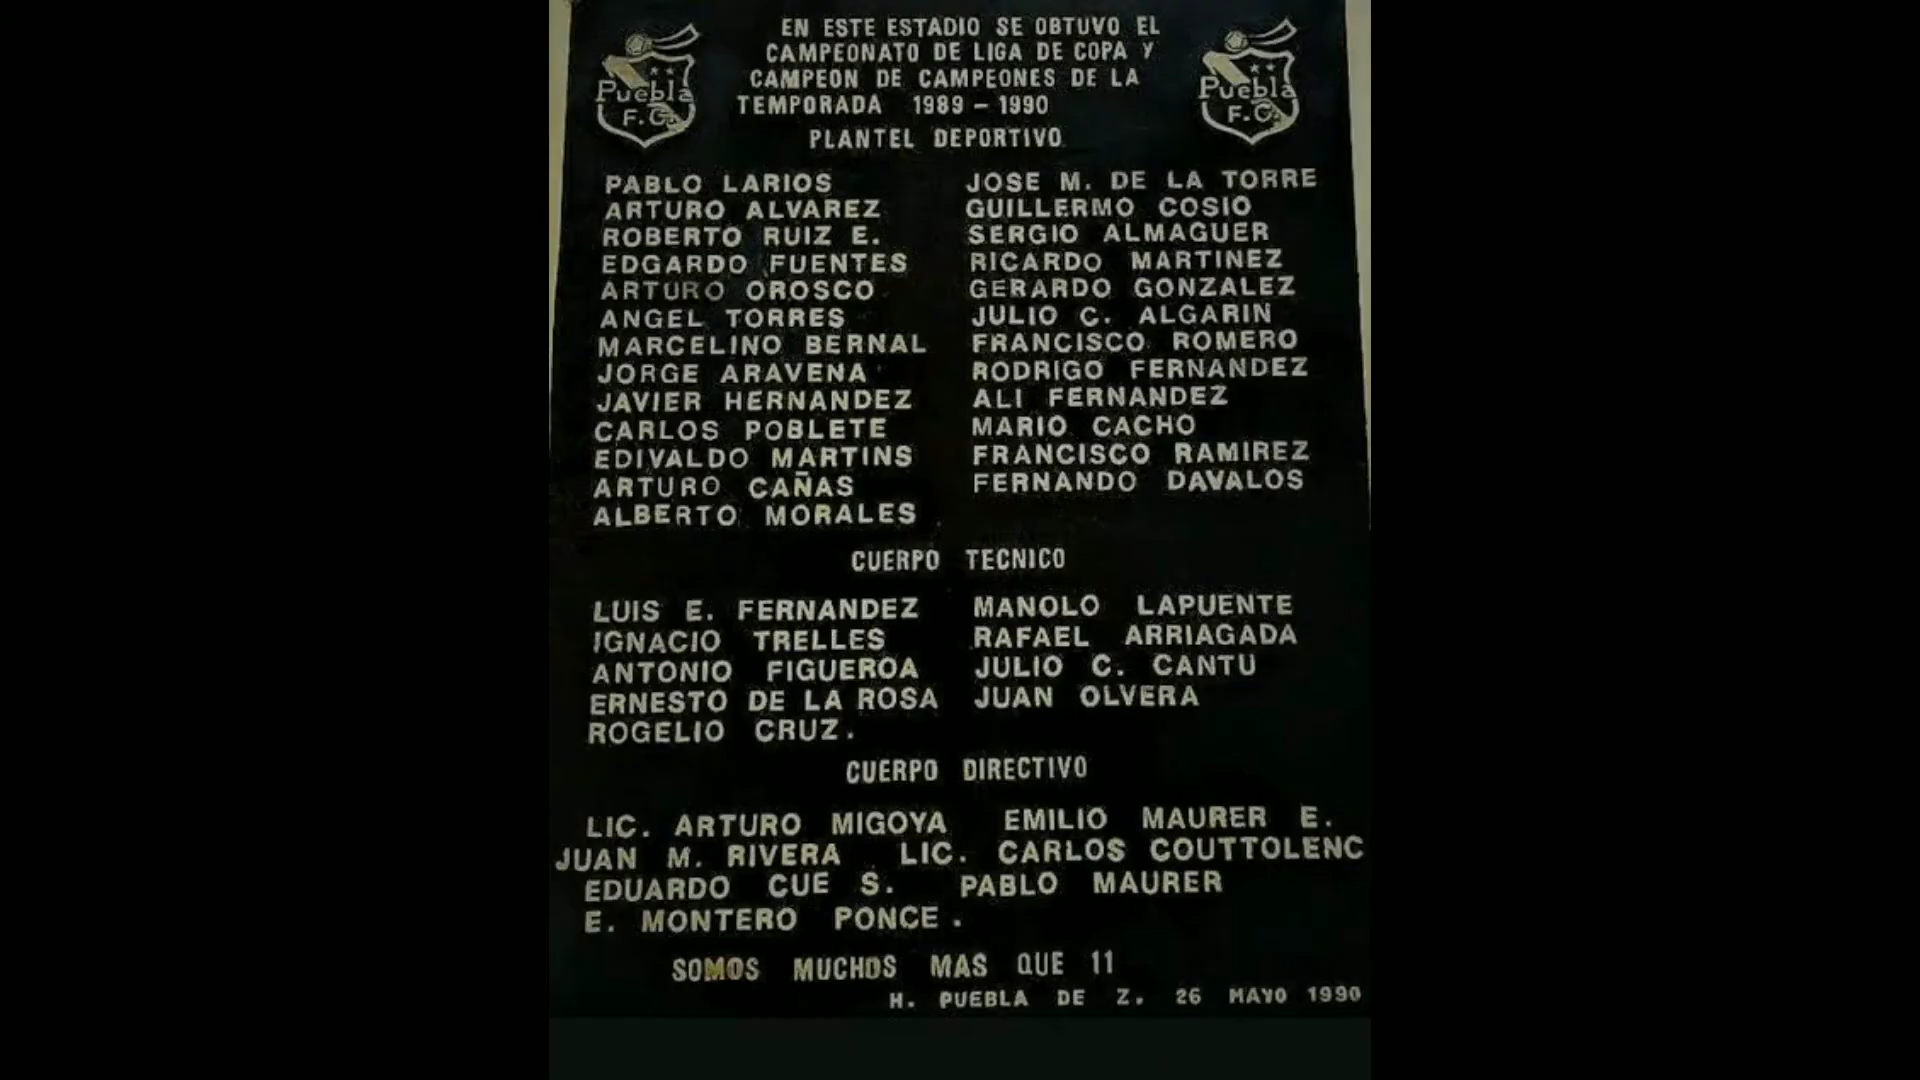 EN ESTE ESTADIO SE OBTUVO EL
CAMPEONATO DE LIGA DE COPA Y
CAMPEON DE CAMPEONES DE LA
TEMPORADA 1989 - 1990
Puebla
F.C.
Puebla
F.C.
PLANTEL DEPORTIVO
PABLO LARIOS JOSE M. DE LA TORRE
ARTURO ALVAREZ GUILLERMO COSIO
ROBERTO RUIZ E. SERGIO ALMAGUER
EDGARDO FUENTES RICARDO MARTINEZ
ARTURO OROSCO GERARDO GONZALEZ
ANGEL TORRES JULIO C. ALGARIN
MARCELINO BERNAL FRANCISCO ROMERO
JORGE ARAVENA RODRIGO FERNANDEZ
JAVIER HERNANDEZ ALI FERNANDEZ
CARLOS POBLETE MARIO CACHO
EDIVALDO MARTINS FRANCISCO RAMIREZ
ARTURO CAÑAS FERNANDO DAVALOS
ALBERTO MORALES
CUERPO TECNICO
LUIS E. FERNANDEZ MANOLO LAPUENTE
IGNACIO TRELLES RAFAEL ARRIAGADA
ANTONIO FIGUEROA JULIO C. CANTU
ERNESTO DE LA ROSA JUAN OLVERA
ROGELIO CRUZ.
CUERPO DIRECTIVO
LIC. ARTURO MIGOYA EMILIO MAURER E.
JUAN M. RIVERA LIC. CARLOS COUTTOLENC
EDUARDO CUE S. PABLO MAURER
E. MONTERO PONCE.
SOMOS MUCHOS MAS QUE 11
H. PUEBLA DE Z. 26 MAYO 1990